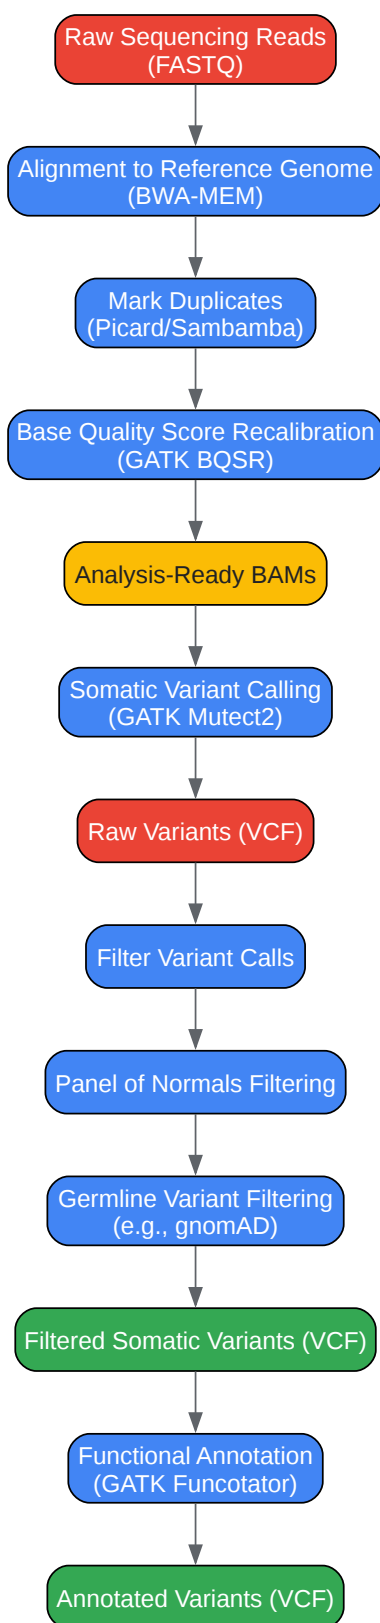 Raw Sequencing Reads
(FASTQ)
Alignment to Reference Genome
(BWA-MEM)
Mark Duplicates
(Picard/Sambamba)
Base Quality Score Recalibration
(GATK BQSR)
Analysis-Ready BAMs
Somatic Variant Calling
(GATK Mutect2)
Raw Variants (VCF)
Filter Variant Calls
Panel of Normals Filtering
Germline Variant Filtering
(e.g., gnomAD)
Filtered Somatic Variants (VCF)
Functional Annotation
(GATK Funcotator)
Annotated Variants (VCF)